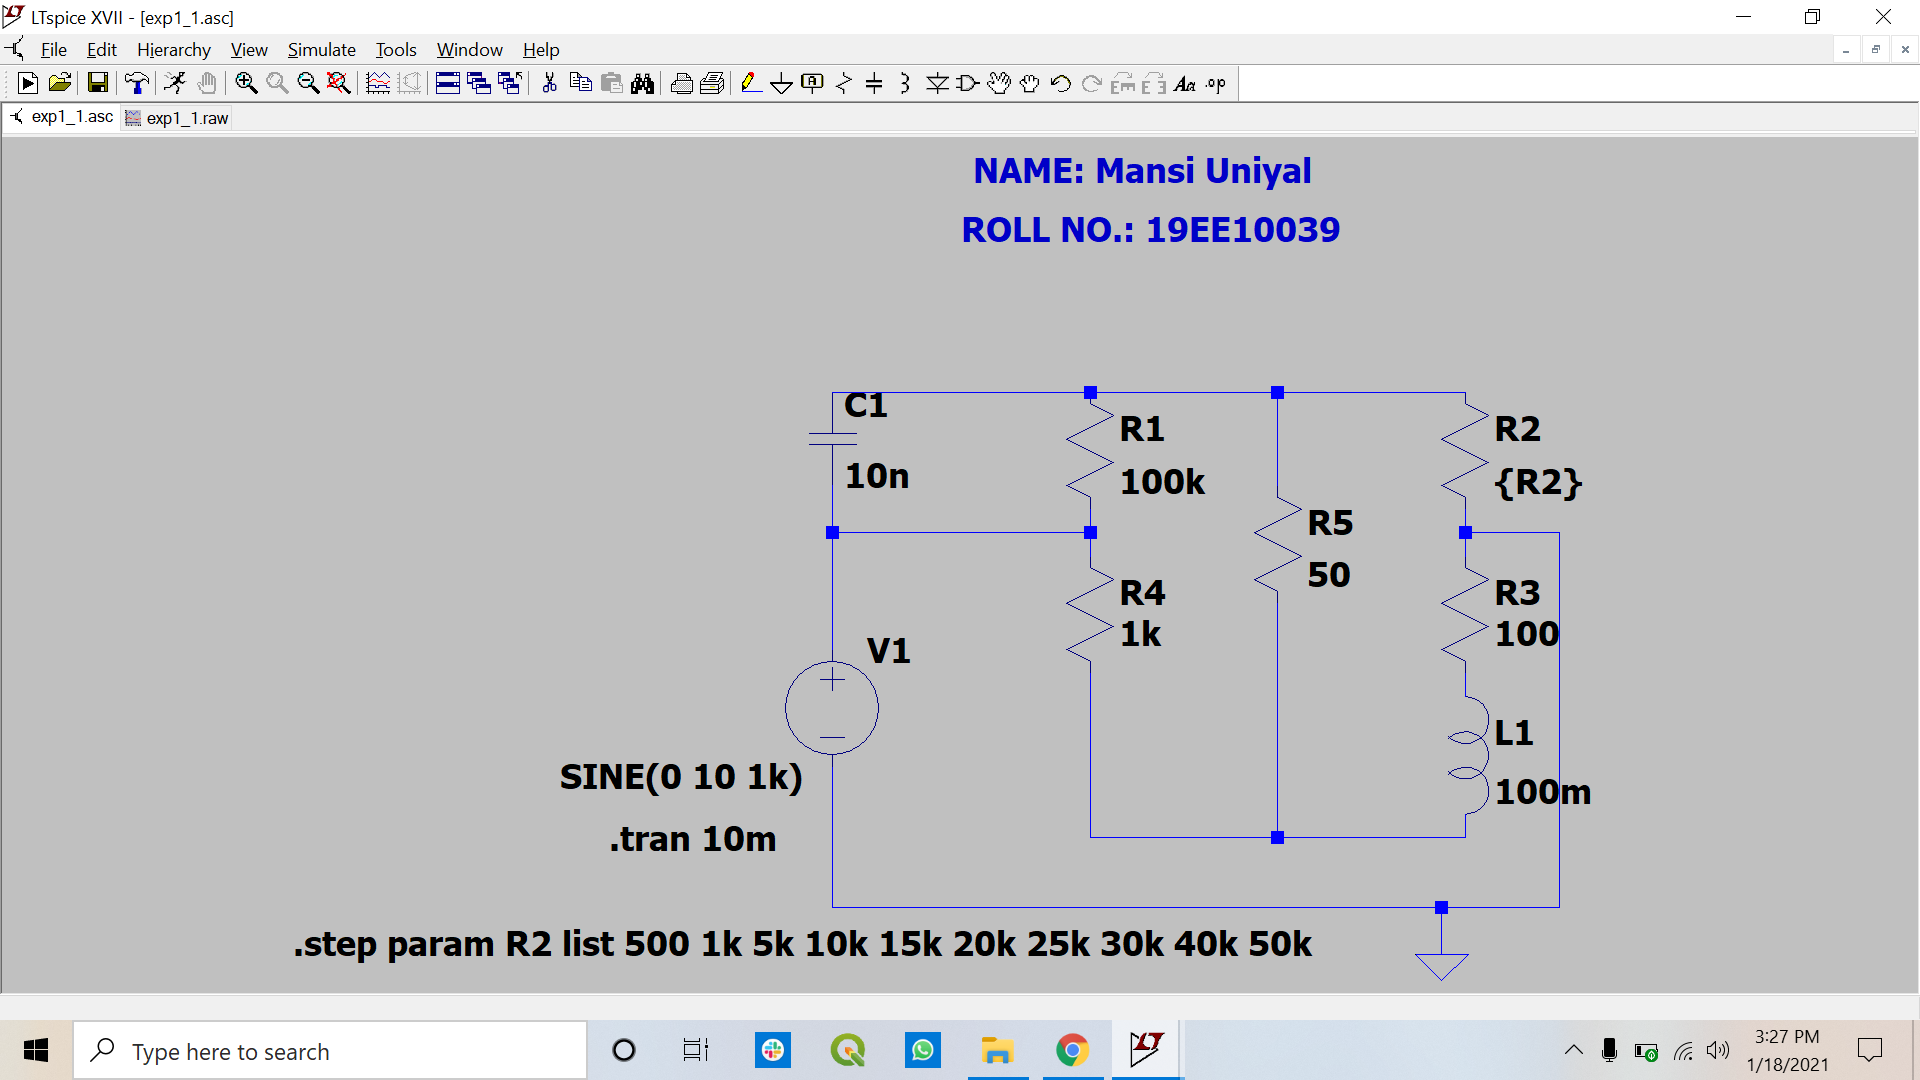 LTspice XVII - [exp1_1.asc]
File Edit Hierarchy View Simulate Tools Window Help
exp1_1.asc exp1_1.raw
NAME: Mansi Uniyal
ROLL NO.: 19EE10039
C1
10n
R1
100k
R2
{R2}
R5
50
R4
1k
R3
100
V1
L1
100m
SINE(0 10 1k)
.tran 10m
.step param R2 list 500 1k 5k 10k 15k 20k 25k 30k 40k 50k
Type here to search
3:27 PM
1/18/2021